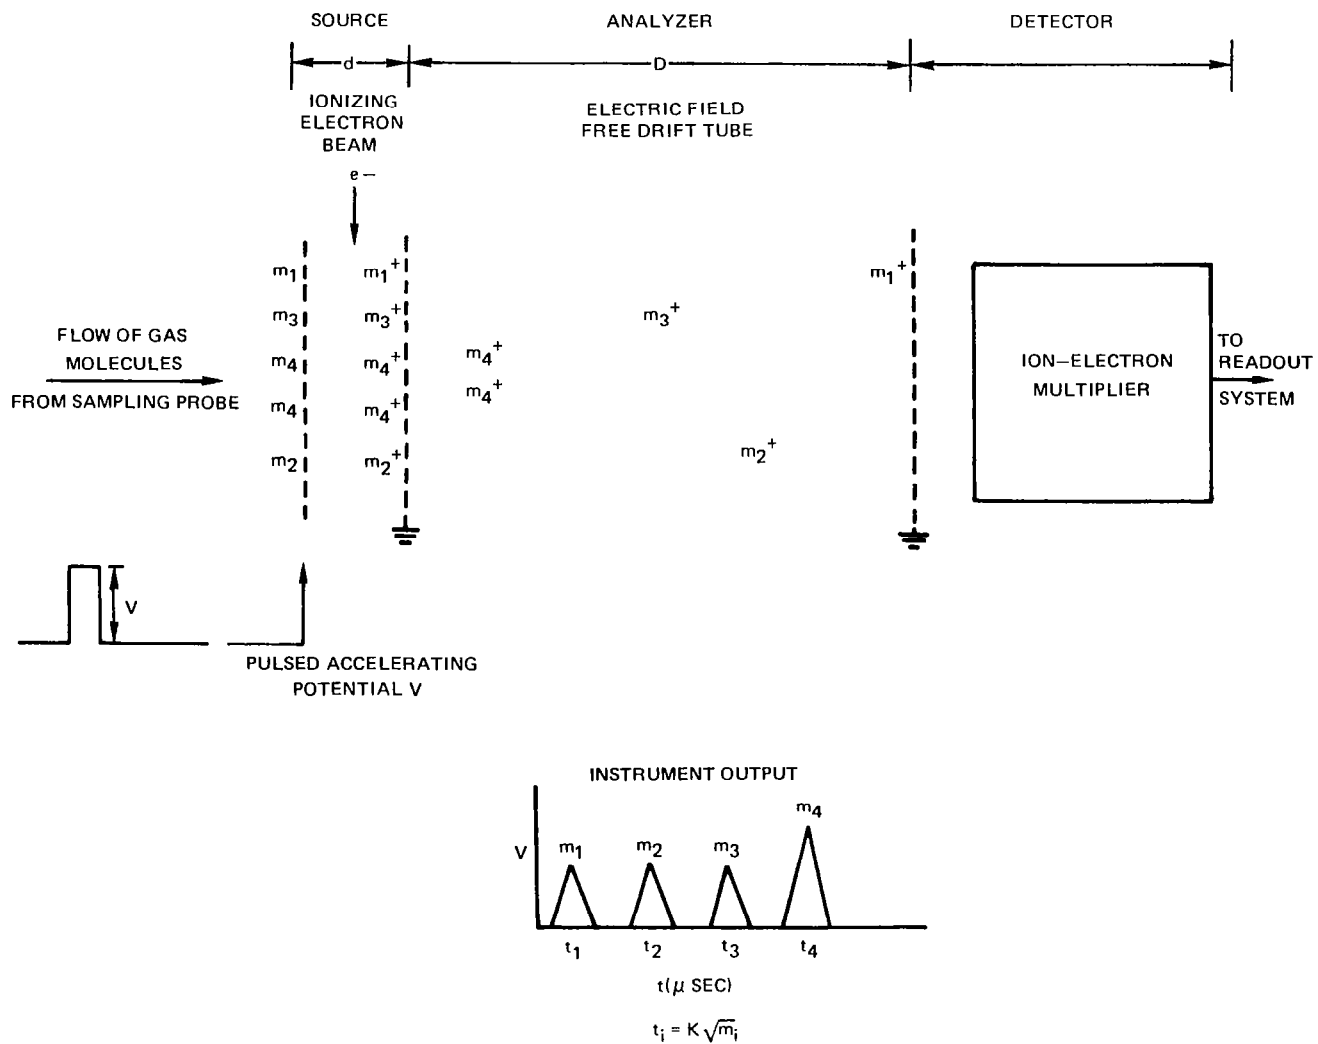 SOURCE
ANALYZER
DETECTOR
d
D
IONIZING
ELECTRON
BEAM
ELECTRIC FIELD
FREE DRIFT TUBE
e−
m₁
m₁⁺
m₁⁺
m₃
m₃⁺
m₃⁺
FLOW OF GAS
MOLECULES
FROM SAMPLING PROBE
m₄
m₄⁺
m₄⁺
m₄⁺
m₄
m₄⁺
m₂
m₂⁺
m₂⁺
ION–ELECTRON
MULTIPLIER
TO
READOUT
SYSTEM
V
PULSED ACCELERATING
POTENTIAL V
INSTRUMENT OUTPUT
V
m₁
m₂
m₃
m₄
t₁
t₂
t₃
t₄
t(μ SEC)
tᵢ = K √mᵢ